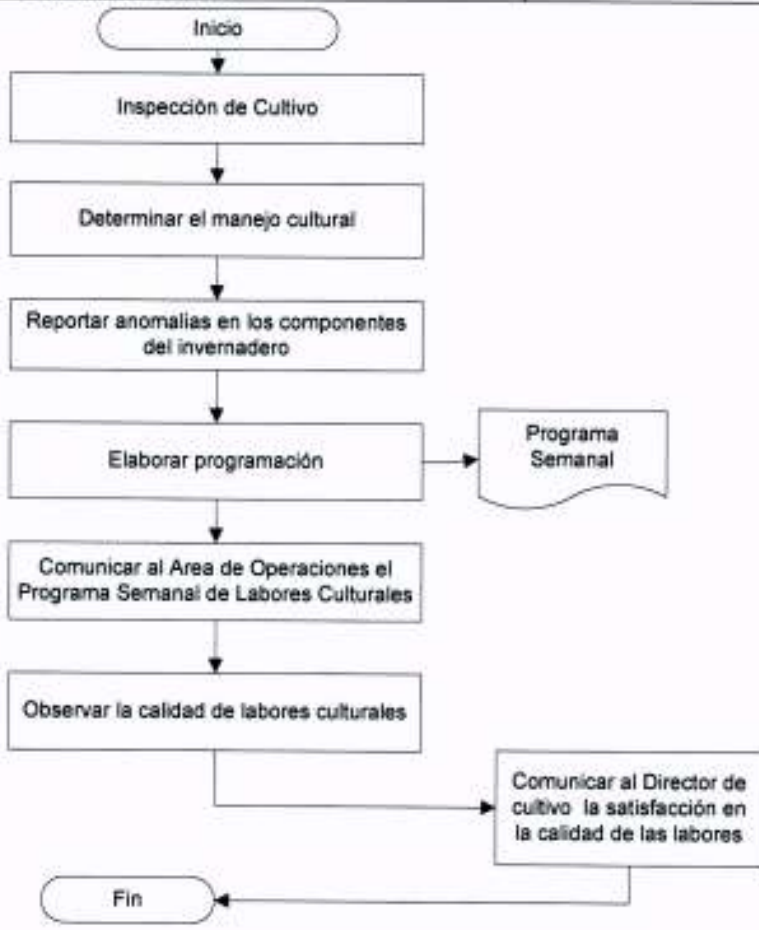 Inicio
Inspección de Cultivo
Determinar el manejo cultural
Reportar anomalias en los componentes
del invernadero
Elaborar programación
Programa
Semanal
Comunicar al Area de Operaciones el
Programa Semanal de Labores Culturales
Observar la calidad de labores culturales
Comunicar al Director de
cultivo la satisfacción en
la calidad de las labores
Fin